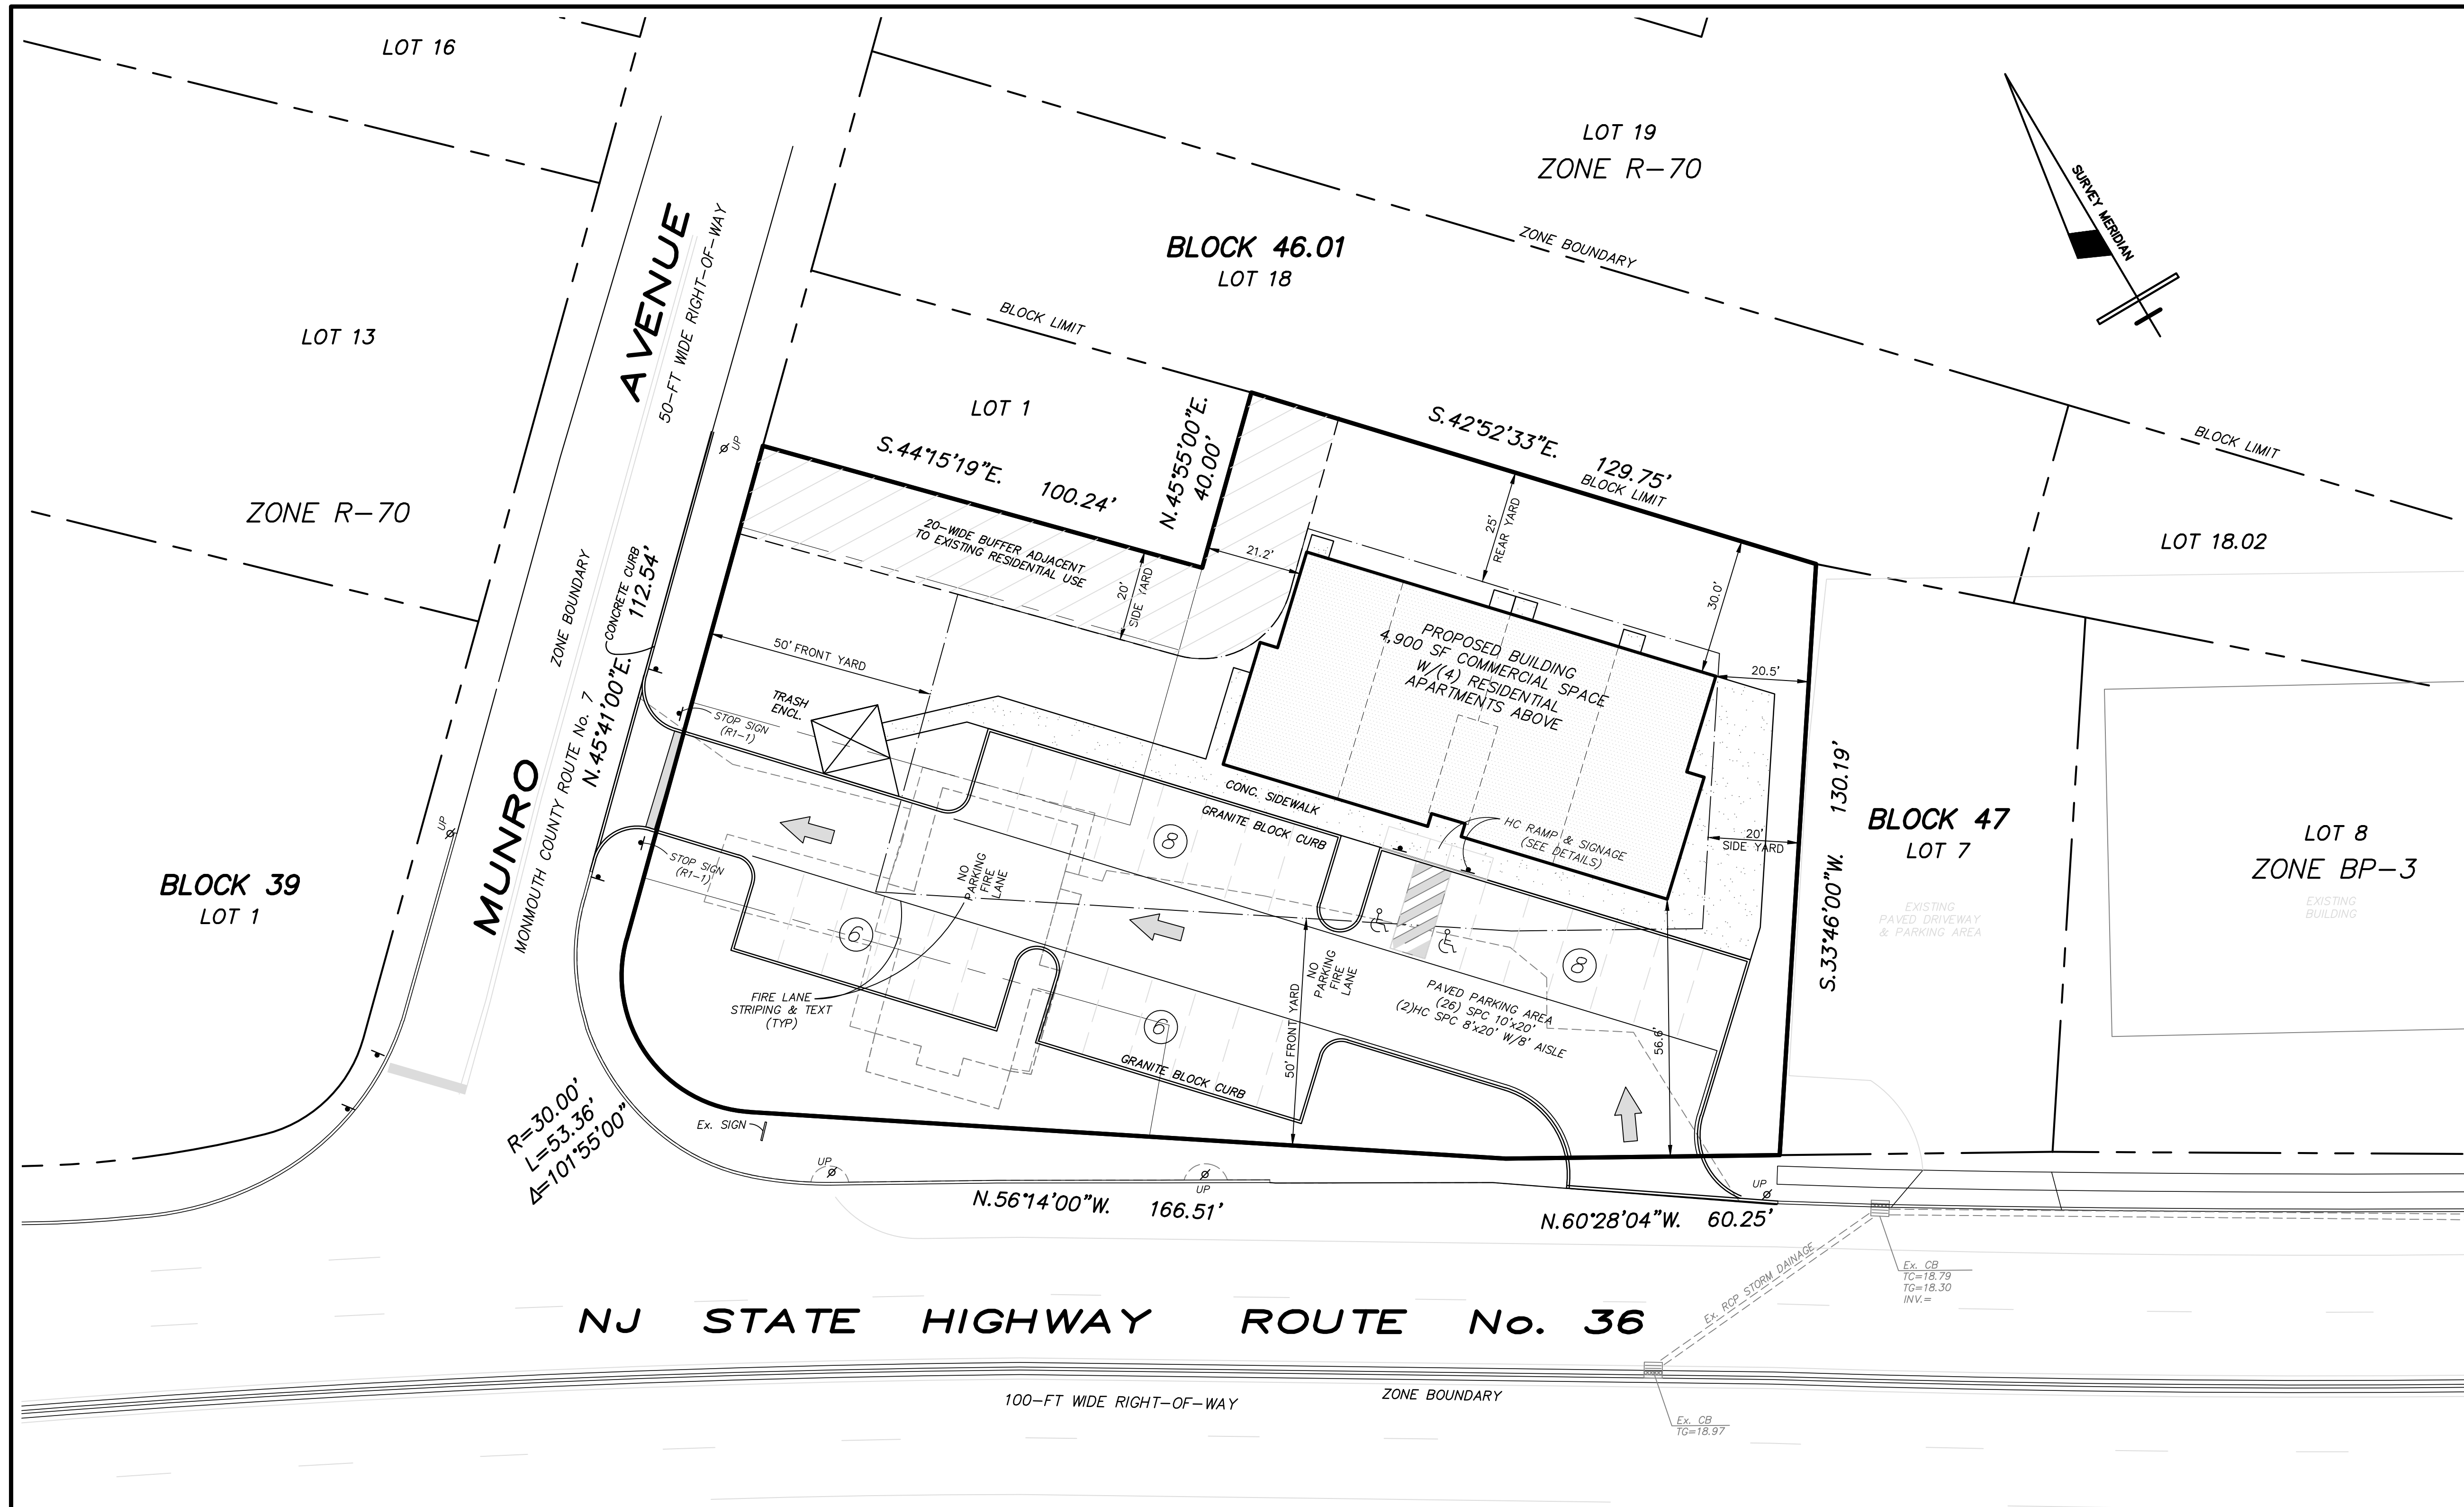 LOT 16
LOT 19
ZONE R-70
SURVEY MERIDIAN
BLOCK 46.01
LOT 18
ZONE BOUNDARY
BLOCK LIMIT
LOT 13
MUNRO AVENUE
50-FT WIDE RIGHT-OF-WAY
MONMOUTH COUNTY ROUTE No. 7
ZONE BOUNDARY
LOT 1
S.44°15'19"E. 100.24'
N.45°55'00"E.
40.00'
S.42°52'33"E. 129.75'
BLOCK LIMIT
BLOCK LIMIT
LOT 18.02
ZONE R-70
UP
CONCRETE CURB
112.54'
N.45°41'00"E.
20-WIDE BUFFER ADJACENT
TO EXISTING RESIDENTIAL USE
20'
SIDE YARD
21.2'
25'
REAR YARD
30.0'
20.5'
50' FRONT YARD
PROPOSED BUILDING
4,900 SF COMMERCIAL SPACE
W/(4) RESIDENTIAL
APARTMENTS ABOVE
TRASH
ENCL.
STOP SIGN
(R1-1)
STOP SIGN
(R1-1)
CONC. SIDEWALK
GRANITE BLOCK CURB
HC RAMP & SIGNAGE
(SEE DETAILS)
20'
SIDE YARD
S.33°46'00"W. 130.19'
BLOCK 47
LOT 7
EXISTING
PAVED DRIVEWAY
& PARKING AREA
LOT 8
ZONE BP-3
EXISTING
BUILDING
BLOCK 39
LOT 1
UP
8
NO
PARKING
FIRE
LANE
6
8
NO
PARKING
FIRE
LANE
FIRE LANE
STRIPING & TEXT
(TYP)
6
50' FRONT YARD
PAVED PARKING AREA
(26) SPC 10'x20'
(2)HC SPC 8'x20' W/8' AISLE
56.6'
GRANITE BLOCK CURB
R=30.00'
L=53.36'
Δ=101°55'00"
Ex. SIGN
UP
UP
UP
N.56°14'00"W. 166.51'
N.60°28'04"W. 60.25'
Ex. RCP STORM DAINAGE
Ex. CB
TC=18.79
TG=18.30
INV.=
NJ STATE HIGHWAY ROUTE No. 36
100-FT WIDE RIGHT-OF-WAY
ZONE BOUNDARY
Ex. CB
TG=18.97